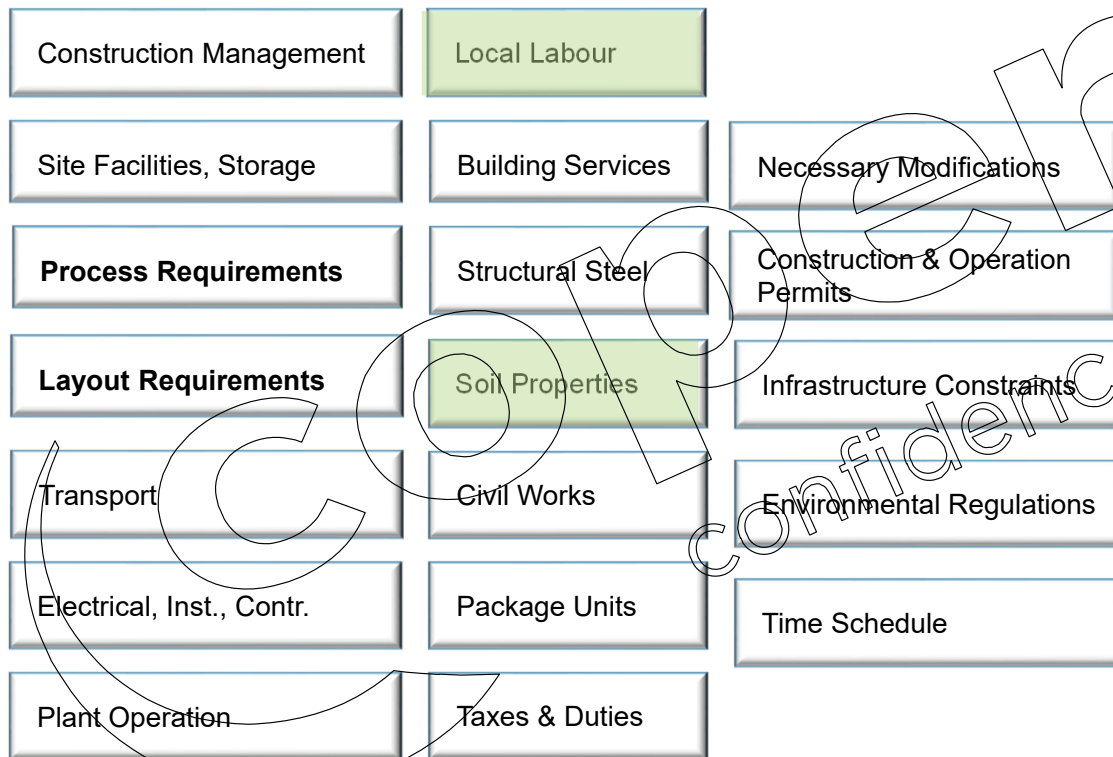 Construction Management
Local Labour
Site Facilities, Storage
Building Services
Necessary Modifications
Process Requirements
Structural Steel
Construction & Operation
Permits
Layout Requirements
Soil Properties
Infrastructure Constraints
Transport
Civil Works
Environmental Regulations
Electrical, Inst., Contr.
Package Units
Time Schedule
Plant Operation
Taxes & Duties